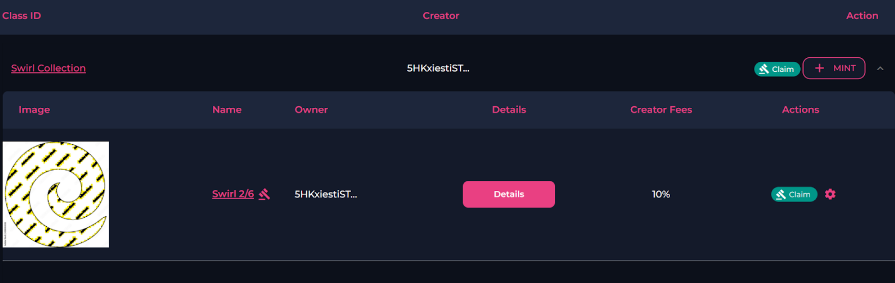 Class ID Creator Action
Swirl Collection 5HKxiestiST... Claim + MINT
Image Name Owner Details Creator Fees Actions
Swirl 2/6 5HKxiestiST... Details 10% Claim